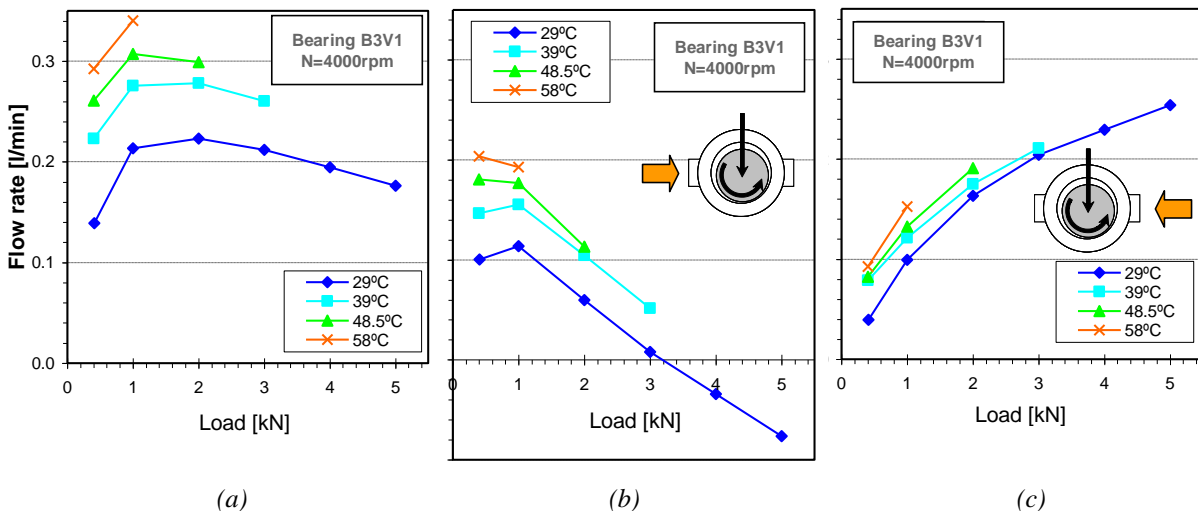 Flow rate [l/min]
0.3
0.2
0.1
0.0
Bearing B3V1
N=4000rpm
29ºC
39ºC
48.5ºC
58ºC
0 1 2 3 4 5
Load [kN]
(a)
29ºC
39ºC
48.5ºC
58ºC
Bearing B3V1
N=4000rpm
0 1 2 3 4 5
Load [kN]
(b)
Bearing B3V1
N=4000rpm
29ºC
39ºC
48.5ºC
58ºC
0 1 2 3 4 5
Load [kN]
(c)